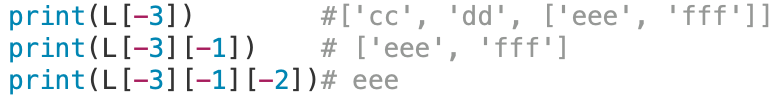 print(L[-3])        #['cc', 'dd', ['eee', 'fff']]
print(L[-3][-1])    # ['eee', 'fff']
print(L[-3][-1][-2])# eee